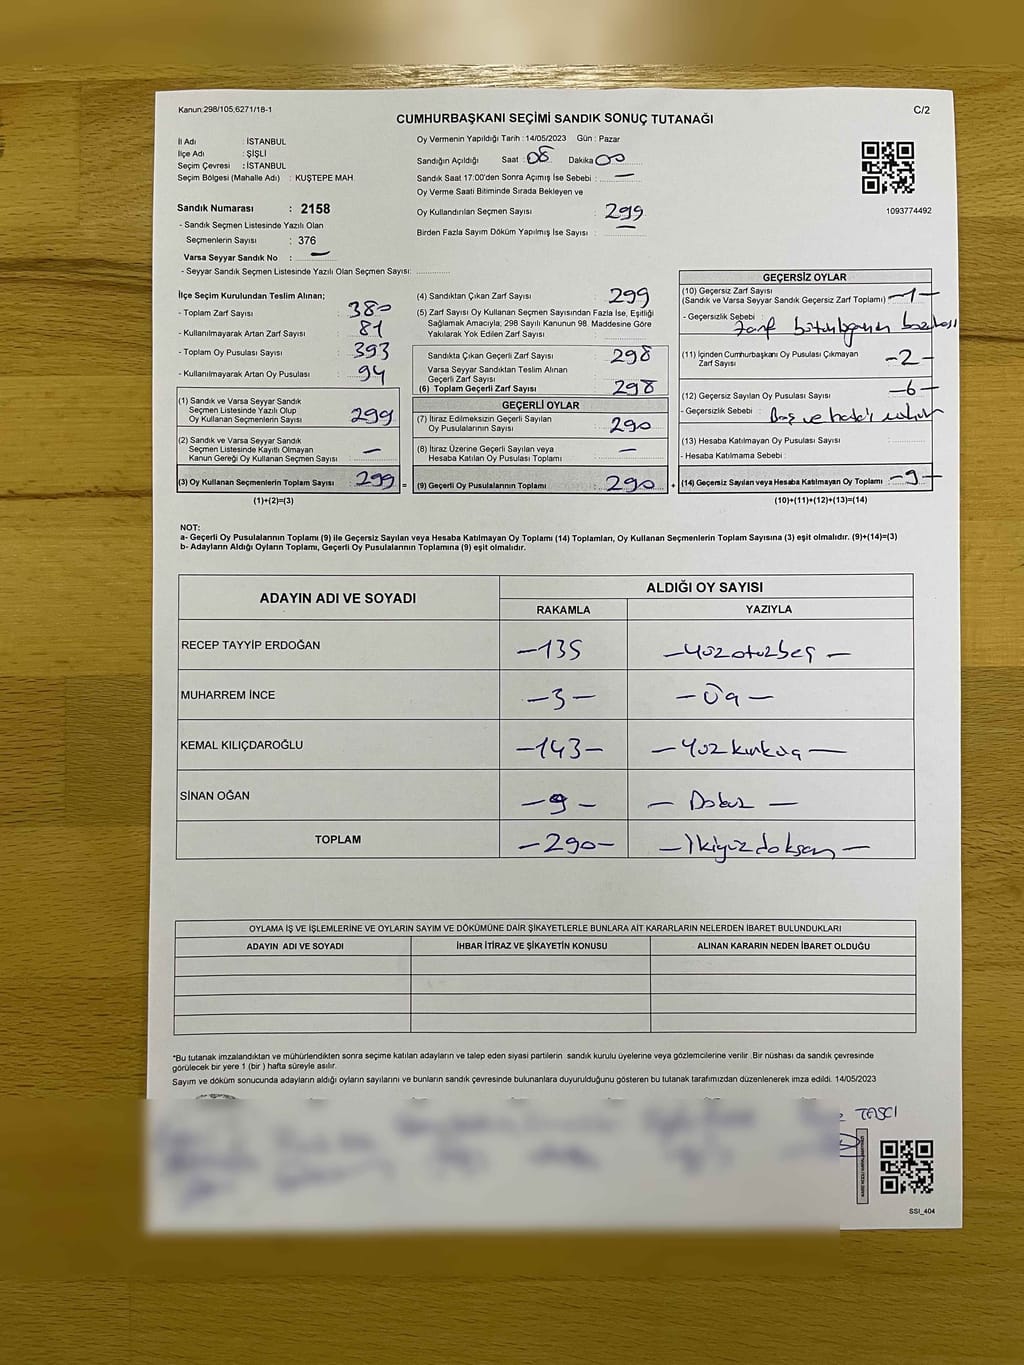 Kanun:298/105,6271/18-1
C/2
CUMHURBAŞKANI SEÇİMİ SANDIK SONUÇ TUTANAĞI
İl Adı : İSTANBUL
İlçe Adı : ŞİŞLİ
Seçim Çevresi : İSTANBUL
Seçim Bölgesi (Mahalle Adı) : KUŞTEPE MAH.
Sandık Numarası : 2158
- Sandık Seçmen Listesinde Yazılı Olan
Seçmenlerin Sayısı : 376
Varsa Seyyar Sandık No : —
- Seyyar Sandık Seçmen Listesinde Yazılı Olan Seçmen Sayısı:
Oy Vermenin Yapıldığı Tarih : 14/05/2023 Gün : Pazar
Sandığın Açıldığı Saat : 08 Dakika 00
Sandık Saat 17:00'den Sonra Açımış İse Sebebi : —
Oy Verme Saati Bitiminde Sırada Bekleyen ve
Oy Kullandırılan Seçmen Sayısı : 299
Birden Fazla Sayım Döküm Yapılmış İse Sayısı : —
1093774492
İlçe Seçim Kurulundan Teslim Alınan;
- Toplam Zarf Sayısı : 380
- Kullanılmayarak Artan Zarf Sayısı : 81
- Toplam Oy Pusulası Sayısı : 393
- Kullanılmayarak Artan Oy Pusulası : 94
(1) Sandık ve Varsa Seyyar Sandık
Seçmen Listesinde Yazılı Olup
Oy Kullanan Seçmenlerin Sayısı : 299
(2) Sandık ve Varsa Seyyar Sandık
Seçmen Listesinde Kayıtlı Olmayan
Kanun Gereği Oy Kullanan Seçmen Sayısı : —
(3) Oy Kullanan Seçmenlerin Toplam Sayısı : 299 =
(1)+(2)=(3)
(4) Sandıktan Çıkan Zarf Sayısı : 299
(5) Zarf Sayısı Oy Kullanan Seçmen Sayısından Fazla İse, Eşitliği
Sağlamak Amacıyla; 298 Sayılı Kanunun 98. Maddesine Göre
Yakılarak Yok Edilen Zarf Sayısı
Sandıkta Çıkan Geçerli Zarf Sayısı : 298
Varsa Seyyar Sandıktan Teslim Alınan
Geçerli Zarf Sayısı
(6) Toplam Geçerli Zarf Sayısı : 298
GEÇERLİ OYLAR
(7) İtiraz Edilmeksizin Geçerli Sayılan
Oy Pusulalarının Sayısı : 290
(8) İtiraz Üzerine Geçerli Sayılan veya
Hesaba Katılan Oy Pusulası Toplamı : —
(9) Geçerli Oy Pusulalarının Toplamı : 290 +
GEÇERSİZ OYLAR
(10) Geçersiz Zarf Sayısı
(Sandık ve Varsa Seyyar Sandık Geçersiz Zarf Toplamı) : —1—
- Geçersizlik Sebebi : Zarf
(11) İçinden Cumhurbaşkanı Oy Pusulası Çıkmayan
Zarf Sayısı : —2—
(12) Geçersiz Sayılan Oy Pusulası Sayısı : —6—
- Geçersizlik Sebebi : Boş ve
(13) Hesaba Katılmayan Oy Pusulası Sayısı :
- Hesaba Katılmama Sebebi :
(14) Geçersiz Sayılan veya Hesaba Katılmayan Oy Toplamı : —9—
(10)+(11)+(12)+(13)=(14)
NOT:
a- Geçerli Oy Pusulalarının Toplamı (9) ile Geçersiz Sayılan veya Hesaba Katılmayan Oy Toplamı (14) Toplamları, Oy Kullanan Seçmenlerin Toplam Sayısına (3) eşit olmalıdır. (9)+(14)=(3)
b- Adayların Aldığı Oyların Toplamı, Geçerli Oy Pusulalarının Toplamına (9) eşit olmalıdır.
ADAYIN ADI VE SOYADI
ALDIĞI OY SAYISI
RAKAMLA YAZIYLA
RECEP TAYYİP ERDOĞAN —135 —Yüzotuzbeş—
MUHARREM İNCE —3— —Üç—
KEMAL KILIÇDAROĞLU —143— —Yüzkırküç—
SİNAN OĞAN —9— —Dokuz—
TOPLAM —290— —İkiyüzdoksan—
OYLAMA İŞ VE İŞLEMLERİNE VE OYLARIN SAYIM VE DÖKÜMÜNE DAİR ŞİKAYETLERLE BUNLARA AİT KARARLARIN NELERDEN İBARET BULUNDUKLARI
ADAYIN ADI VE SOYADI İHBAR İTİRAZ VE ŞİKAYETİN KONUSU ALINAN KARARIN NEDEN İBARET OLDUĞU
*Bu tutanak imzalandıktan ve mühürlendikten sonra seçime katılan adayların ve talep eden siyasi partilerin sandık kurulu üyelerine veya gözlemcilerine verilir .Bir nüshası da sandık çevresinde
görülecek bir yere 1 (bir ) hafta süreyle asılır.
Sayım ve döküm sonucunda adayların aldığı oyların sayılarını ve bunların sandık çevresinde bulunanlara duyurulduğunu gösteren bu tutanak tarafımızdan düzenlenerek imza edildi. 14/05/2023
TAŞCI
SSI_404